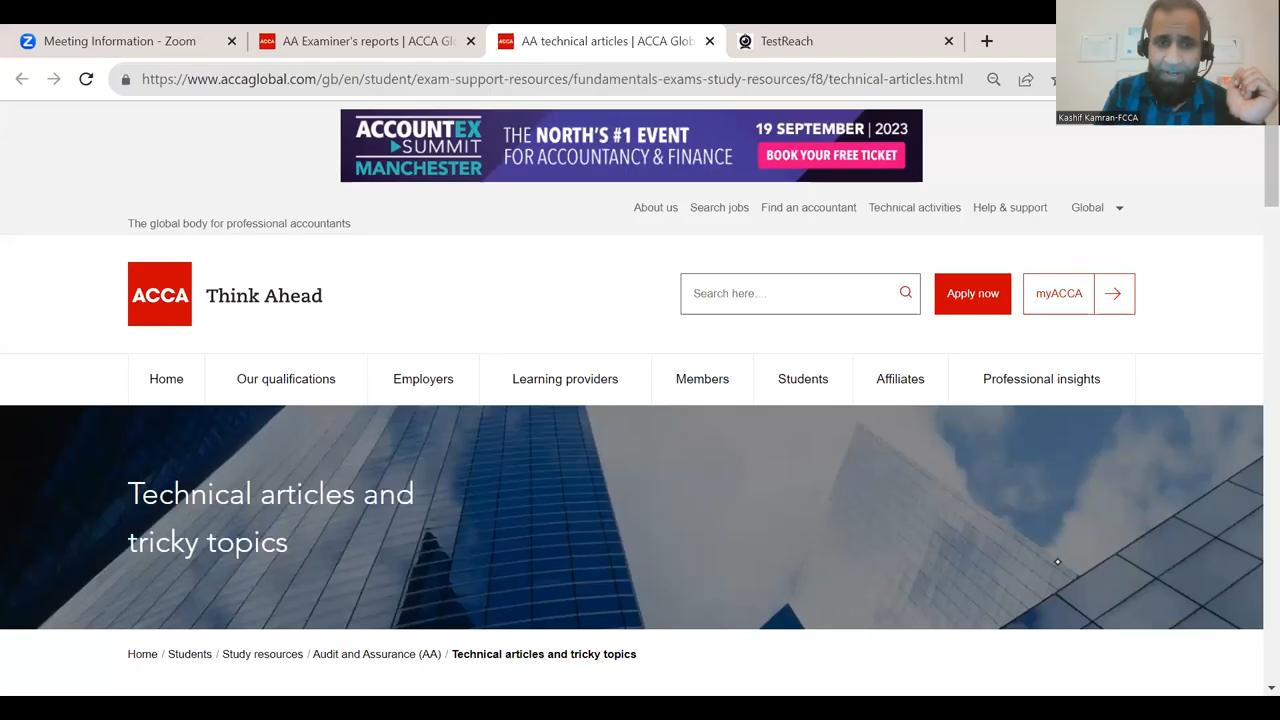 Meeting Information - Zoom
AA Examiner's reports | ACCA Gl
AA technical articles | ACCA Glob
TestReach
https://www.accaglobal.com/gb/en/student/exam-support-resources/fundamentals-exams-study-resources/f8/technical-articles.html
Kashif Kamran-FCCA
ACCOUNTEX
SUMMIT
MANCHESTER
THE NORTH'S #1 EVENT
FOR ACCOUNTANCY & FINANCE
19 SEPTEMBER | 2023
BOOK YOUR FREE TICKET
The global body for professional accountants
About us Search jobs Find an accountant Technical activities Help & support Global
ACCA Think Ahead
Search here....
Apply now
myACCA
Home Our qualifications Employers Learning providers Members Students Affiliates Professional insights
Technical articles and
tricky topics
Home / Students / Study resources / Audit and Assurance (AA) / Technical articles and tricky topics